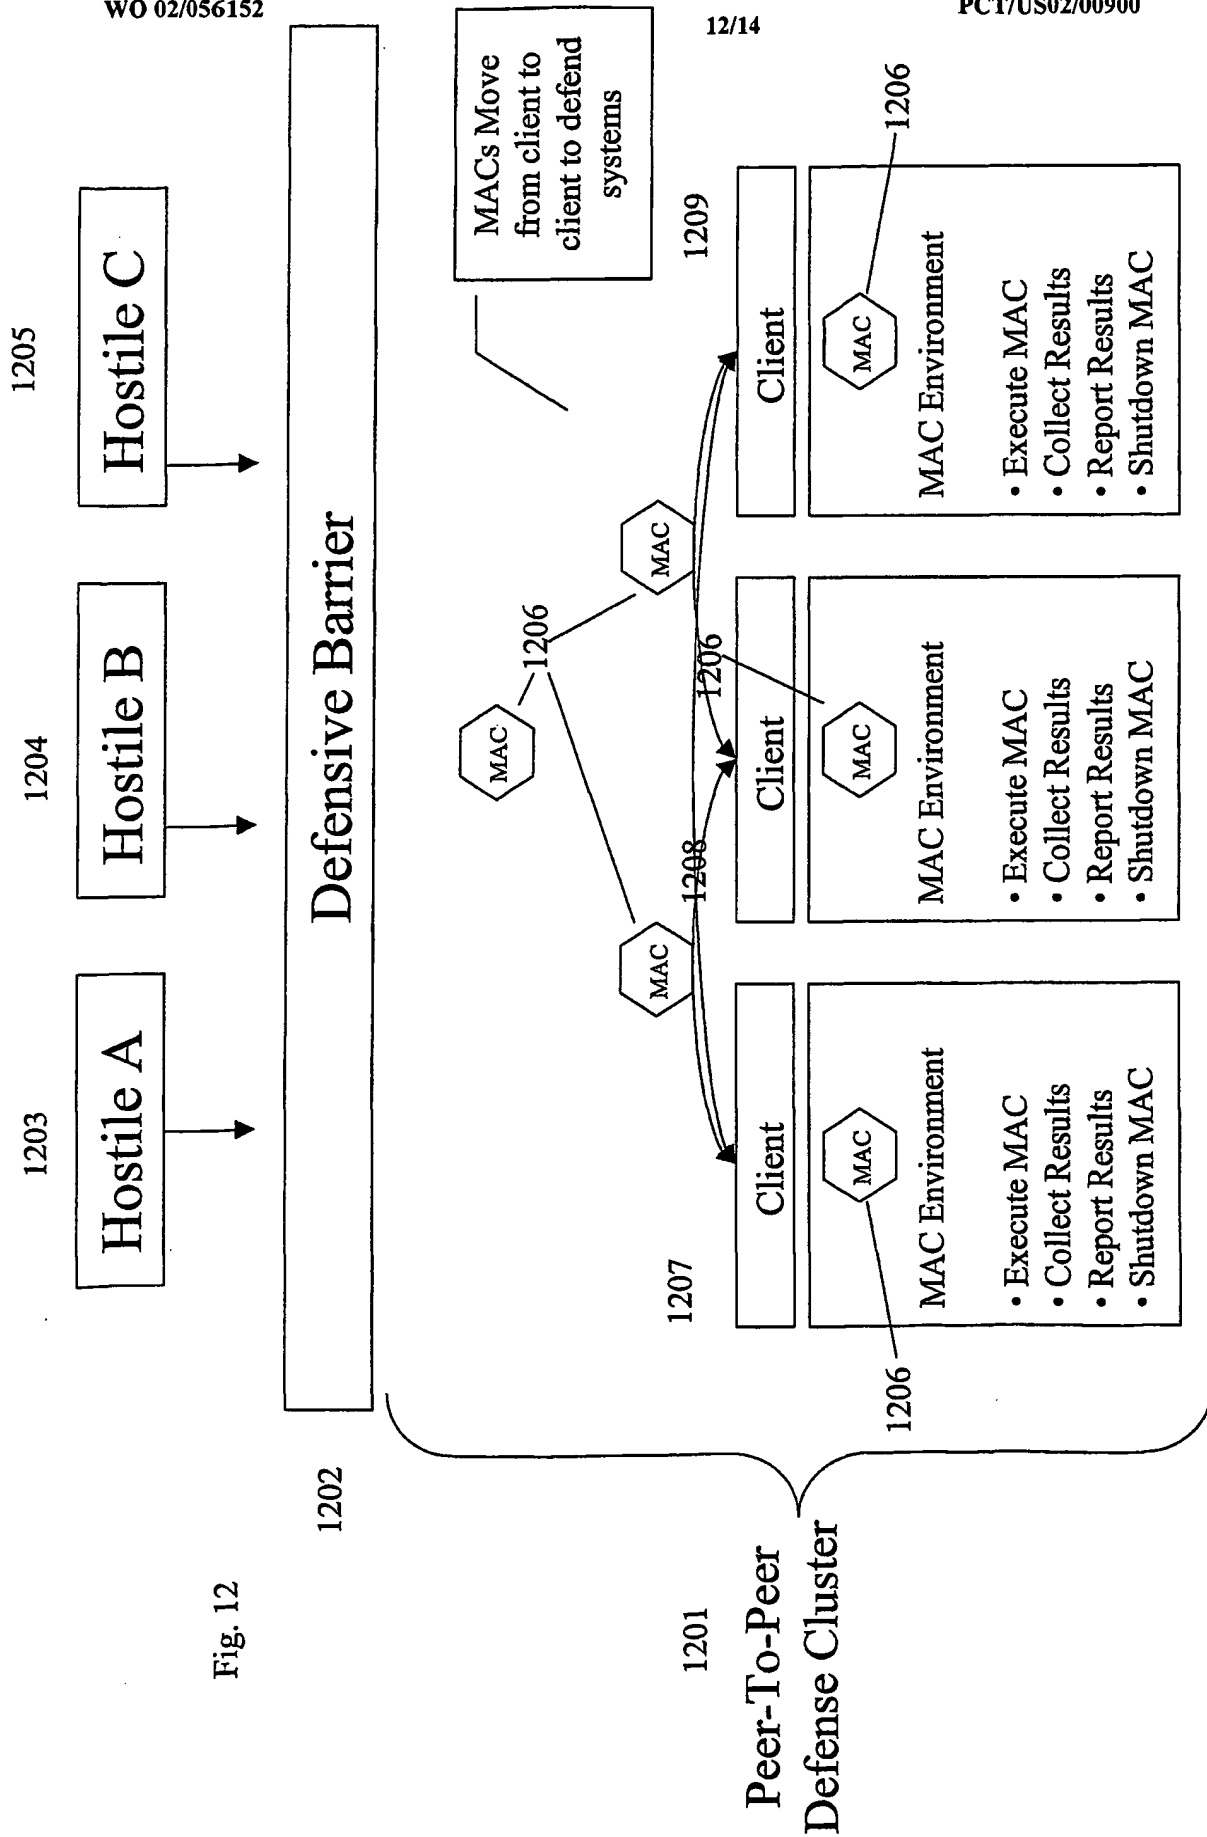 WO 02/056152
12/14
PCT/US02/00900
Fig. 12
1203
1204
1205
Hostile A
Hostile B
Hostile C
1202
Defensive Barrier
MACs Move
from client to
client to defend
systems
MAC
1206
MAC
MAC
1201
Peer-To-Peer
Defense Cluster
1207
1208
1206
1209
Client
Client
Client
MAC
MAC
MAC
1206
1206
MAC Environment
• Execute MAC
• Collect Results
• Report Results
• Shutdown MAC
MAC Environment
• Execute MAC
• Collect Results
• Report Results
• Shutdown MAC
MAC Environment
• Execute MAC
• Collect Results
• Report Results
• Shutdown MAC